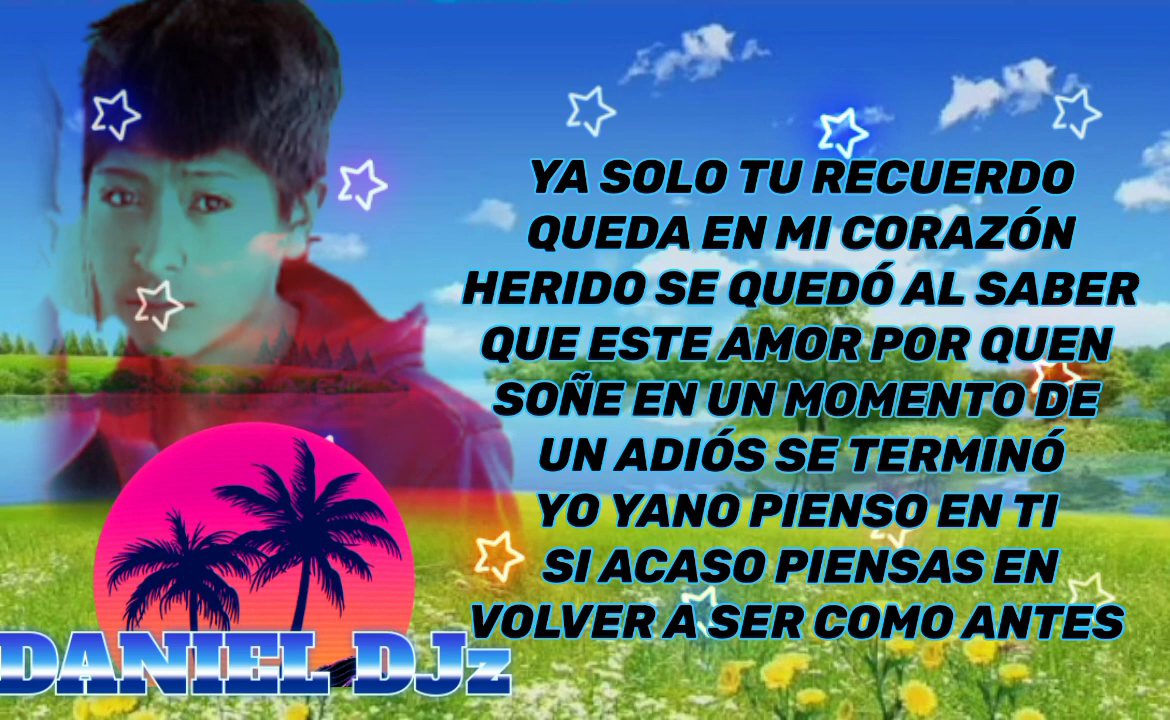 YA SOLO TU RECUERDO
QUEDA EN MI CORAZÓN
HERIDO SE QUEDÓ AL SABER
QUE ESTE AMOR POR QUEN
SOÑE EN UN MOMENTO DE
UN ADIÓS SE TERMINÓ
YO YANO PIENSO EN TI
SI ACASO PIENSAS EN
VOLVER A SER COMO ANTES
DANIEL DJz